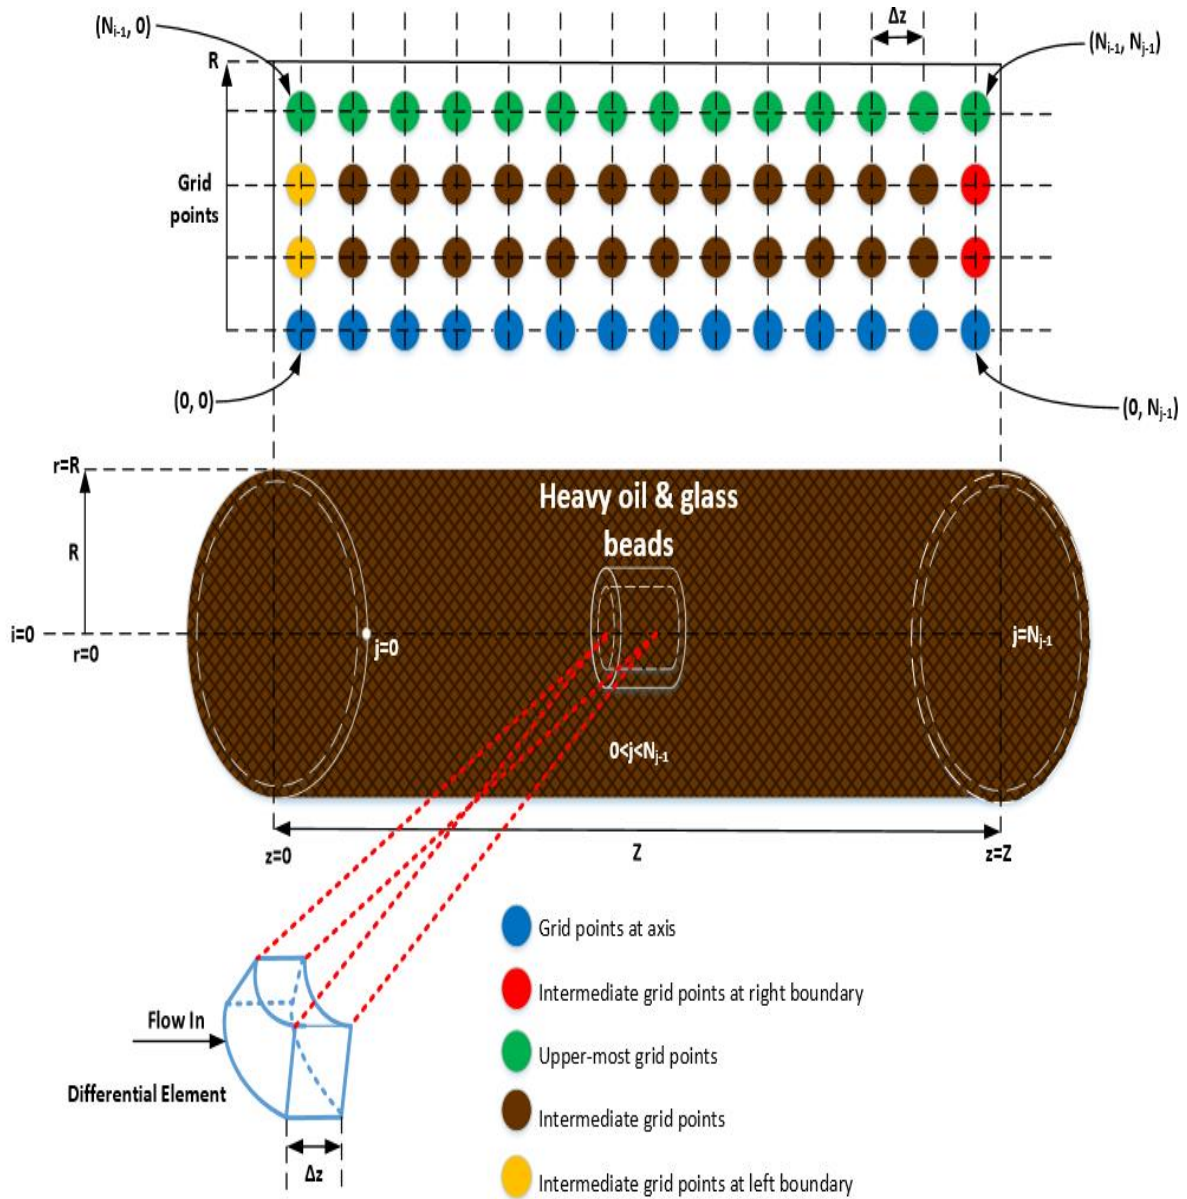 (Nᵢ₋₁, 0)
Δz
(Nᵢ₋₁, Nⱼ₋₁)
R
Grid
points
(0, 0)
(0, Nⱼ₋₁)
r=R
Heavy oil & glass
beads
R
i=0
r=0
j=0
j=Nⱼ₋₁
0<j<Nⱼ₋₁
z=0
Z
z=Z
Grid points at axis
Intermediate grid points at right boundary
Flow In
Upper-most grid points
Differential Element
Intermediate grid points
Δz
Intermediate grid points at left boundary